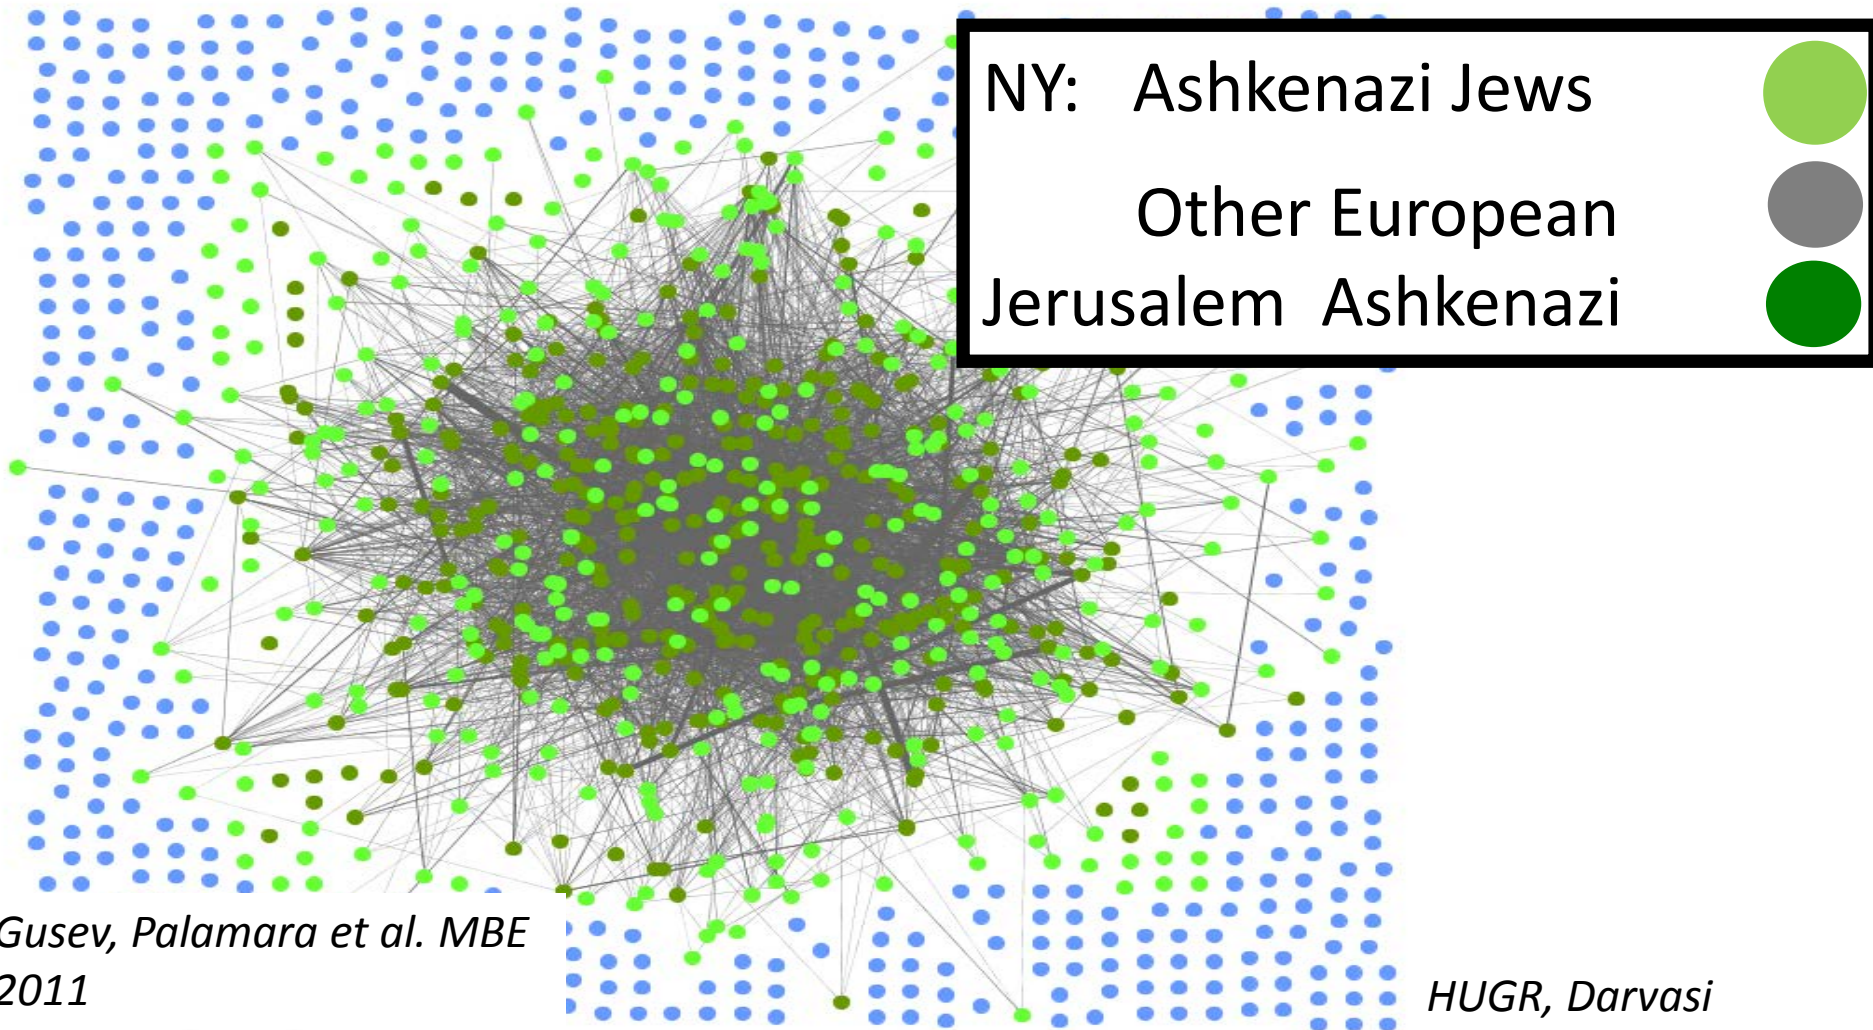 NY: Ashkenazi Jews
Other European
Jerusalem Ashkenazi
Gusev, Palamara et al. MBE
2011
HUGR, Darvasi